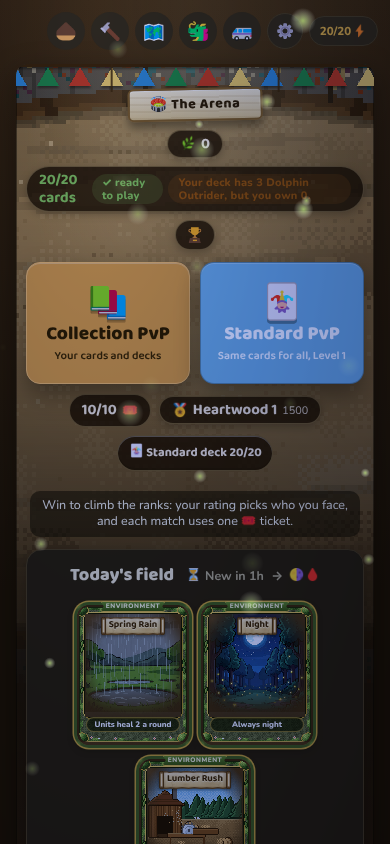 20/20
The Arena
0
20/20
cards
✓ ready
to play
Your deck has 3 Dolphin
Outrider, but you own 0.
Collection PvP
Your cards and decks
Standard PvP
Same cards for all, Level 1
10/10
Heartwood 1 1500
Standard deck 20/20
Win to climb the ranks: your rating picks who you face,
and each match uses one ticket.
Today's field
New in 1h →
ENVIRONMENT
Spring Rain
Units heal 2 a round
ENVIRONMENT
Night
Always night
ENVIRONMENT
Lumber Rush